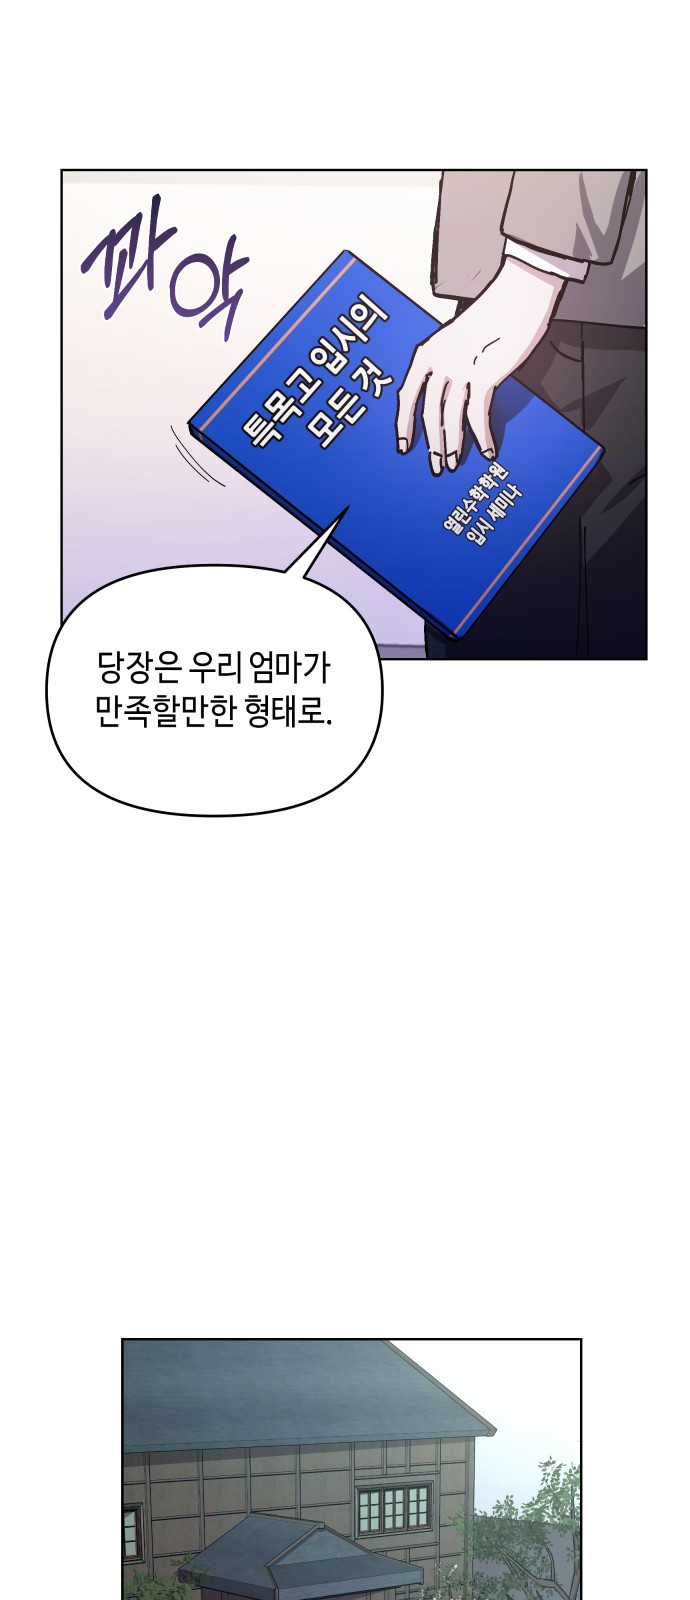 꽈악
특목고 입시의
모든 것
열린수학학원
입시 세미나
당장은 우리 엄마가
만족할만한 형태로.